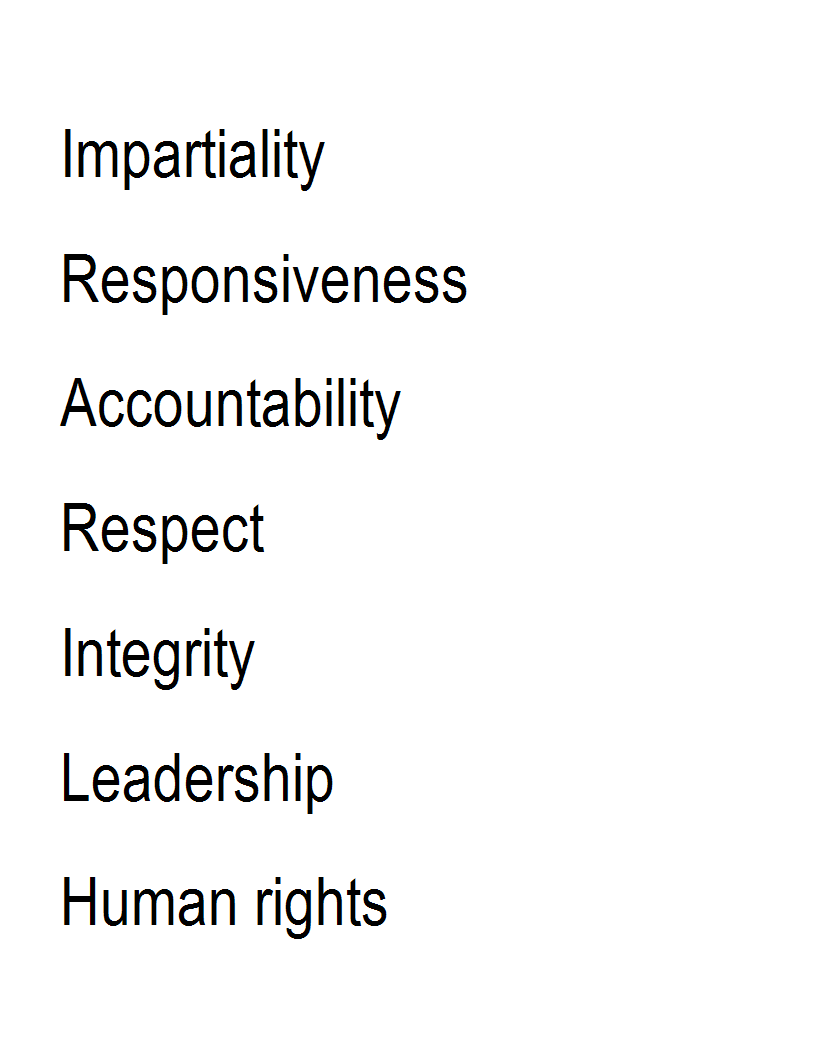 Impartiality
Responsiveness
Accountability
Respect
Integrity
Leadership
Human rights